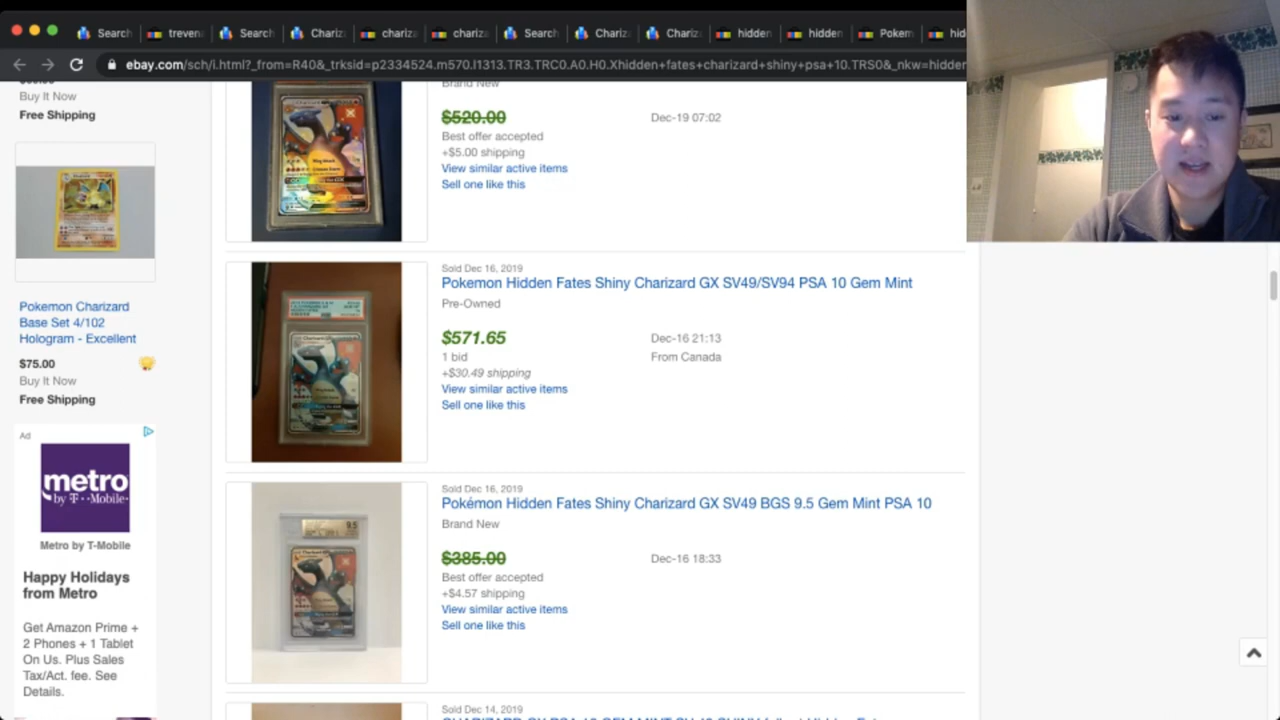 Search
treven
Search
Chariz
chariz
chariz
Search
Chariz
Chariz
hidden
hidden
Pokem
hid
ebay.com/sch/i.html?_from=R40&_trksid=p2334524.m570.l1313.TR3.TRC0.A0.H0.Xhidden+fates+charizard+shiny+psa+10.TRS0&_nkw=hidden
Buy It Now
Free Shipping
Pokemon Charizard
Base Set 4/102
Hologram - Excellent
$75.00
Buy It Now
Free Shipping
Ad
metro
by T-Mobile
Metro by T-Mobile
Happy Holidays
from Metro
Get Amazon Prime +
2 Phones + 1 Tablet
On Us. Plus Sales
Tax/Act. fee. See
Details.
Brand New
$520.00
Dec-19 07:02
Best offer accepted
+$5.00 shipping
View similar active items
Sell one like this
Sold Dec 16, 2019
Pokemon Hidden Fates Shiny Charizard GX SV49/SV94 PSA 10 Gem Mint
Pre-Owned
$571.65
Dec-16 21:13
1 bid
From Canada
+$30.49 shipping
View similar active items
Sell one like this
Sold Dec 16, 2019
Pokémon Hidden Fates Shiny Charizard GX SV49 BGS 9.5 Gem Mint PSA 10
Brand New
$385.00
Dec-16 18:33
Best offer accepted
+$4.57 shipping
View similar active items
Sell one like this
9.5
Sold Dec 14, 2019